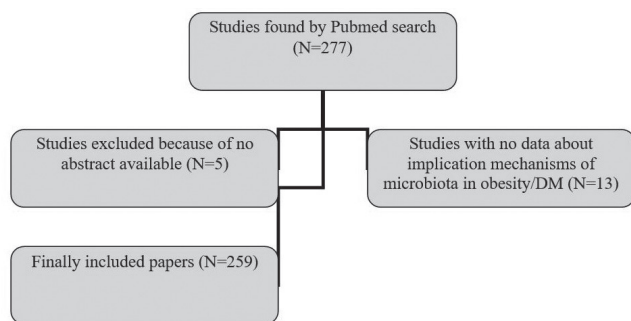 Studies found by Pubmed search
(N=277)
Studies excluded because of no
abstract available (N=5)
Studies with no data about
implication mechanisms of
microbiota in obesity/DM (N=13)
Finally included papers (N=259)